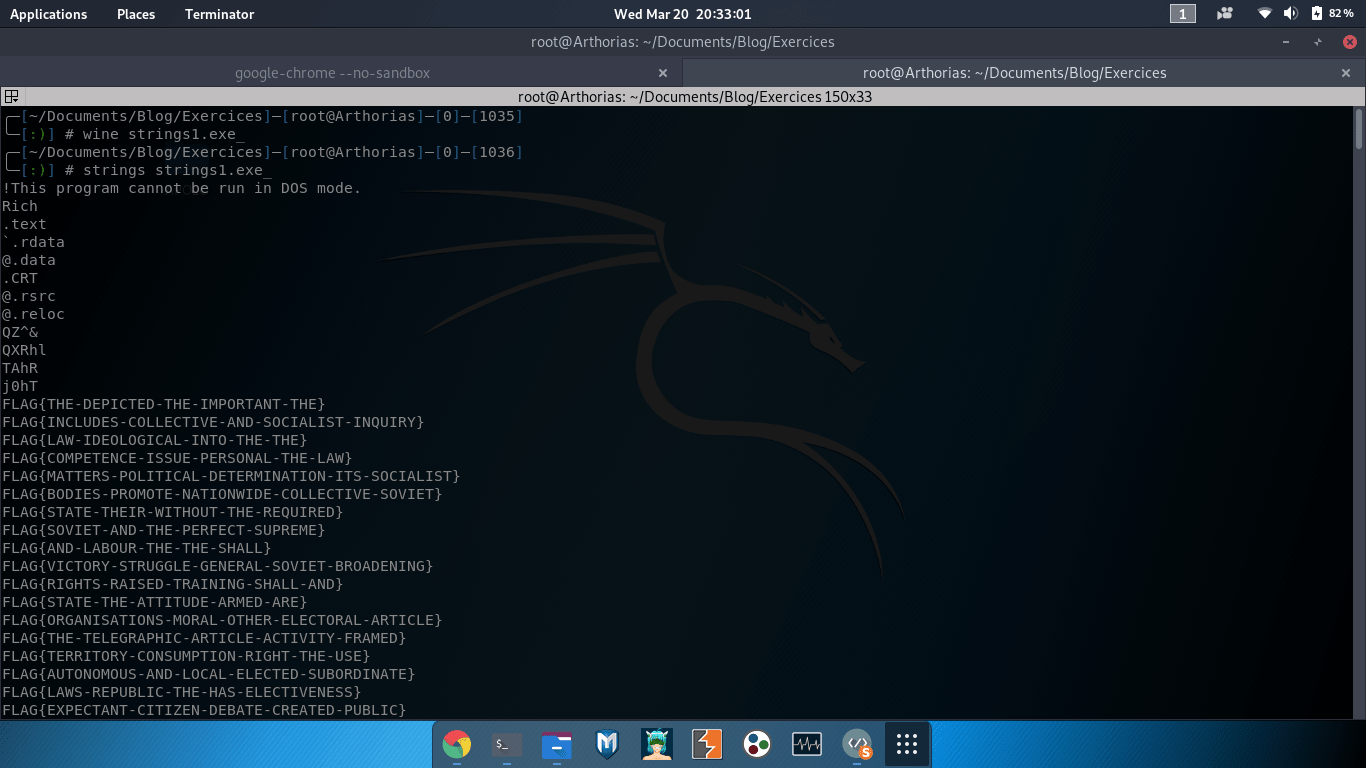 Applications Places Terminator Wed Mar 20 20:33:01 1 82%
root@Arthorias: ~/Documents/Blog/Exercices
google-chrome --no-sandbox × root@Arthorias: ~/Documents/Blog/Exercices ×
root@Arthorias: ~/Documents/Blog/Exercices 150x33
[~/Documents/Blog/Exercices]─[root@Arthorias]─[0]─[1035]
[:)] # wine strings1.exe_
[~/Documents/Blog/Exercices]─[root@Arthorias]─[0]─[1036]
[:)] # strings strings1.exe_
!This program cannot be run in DOS mode.
Rich
.text
`.rdata
@.data
.CRT
@.rsrc
@.reloc
QZ^&
QXRhl
TAhR
j0hT
FLAG{THE-DEPICTED-THE-IMPORTANT-THE}
FLAG{INCLUDES-COLLECTIVE-AND-SOCIALIST-INQUIRY}
FLAG{LAW-IDEOLOGICAL-INTO-THE-THE}
FLAG{COMPETENCE-ISSUE-PERSONAL-THE-LAW}
FLAG{MATTERS-POLITICAL-DETERMINATION-ITS-SOCIALIST}
FLAG{BODIES-PROMOTE-NATIONWIDE-COLLECTIVE-SOVIET}
FLAG{STATE-THEIR-WITHOUT-THE-REQUIRED}
FLAG{SOVIET-AND-THE-PERFECT-SUPREME}
FLAG{AND-LABOUR-THE-THE-SHALL}
FLAG{VICTORY-STRUGGLE-GENERAL-SOVIET-BROADENING}
FLAG{RIGHTS-RAISED-TRAINING-SHALL-AND}
FLAG{STATE-THE-ATTITUDE-ARMED-ARE}
FLAG{ORGANISATIONS-MORAL-OTHER-ELECTORAL-ARTICLE}
FLAG{THE-TELEGRAPHIC-ARTICLE-ACTIVITY-FRAMED}
FLAG{TERRITORY-CONSUMPTION-RIGHT-THE-USE}
FLAG{AUTONOMOUS-AND-LOCAL-ELECTED-SUBORDINATE}
FLAG{LAWS-REPUBLIC-THE-HAS-ELECTIVENESS}
FLAG{EXPECTANT-CITIZEN-DEBATE-CREATED-PUBLIC}